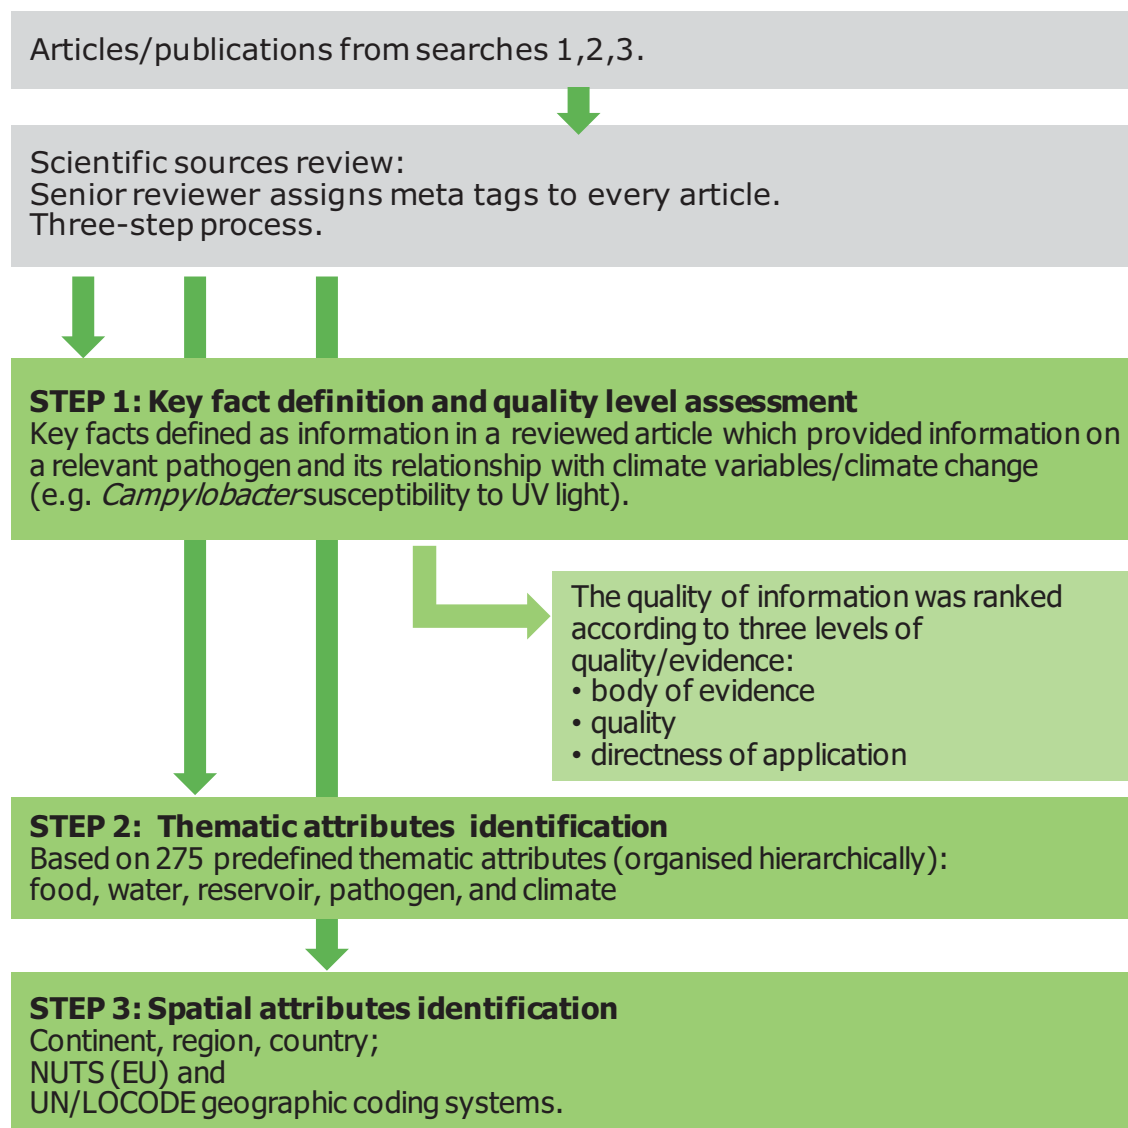 Articles/publications from searches 1,2,3.
Scientific sources review:
Senior reviewer assigns meta tags to every article.
Three-step process.
STEP 1: Key fact definition and quality level assessment
Key facts defined as information in a reviewed article which provided information on
a relevant pathogen and its relationship with climate variables/climate change
(e.g. Campylobacter susceptibility to UV light).
The quality of information was ranked
according to three levels of
quality/evidence:
• body of evidence
• quality
• directness of application
STEP 2: Thematic attributes identification
Based on 275 predefined thematic attributes (organised hierarchically):
food, water, reservoir, pathogen, and climate
STEP 3: Spatial attributes identification
Continent, region, country;
NUTS (EU) and
UN/LOCODE geographic coding systems.